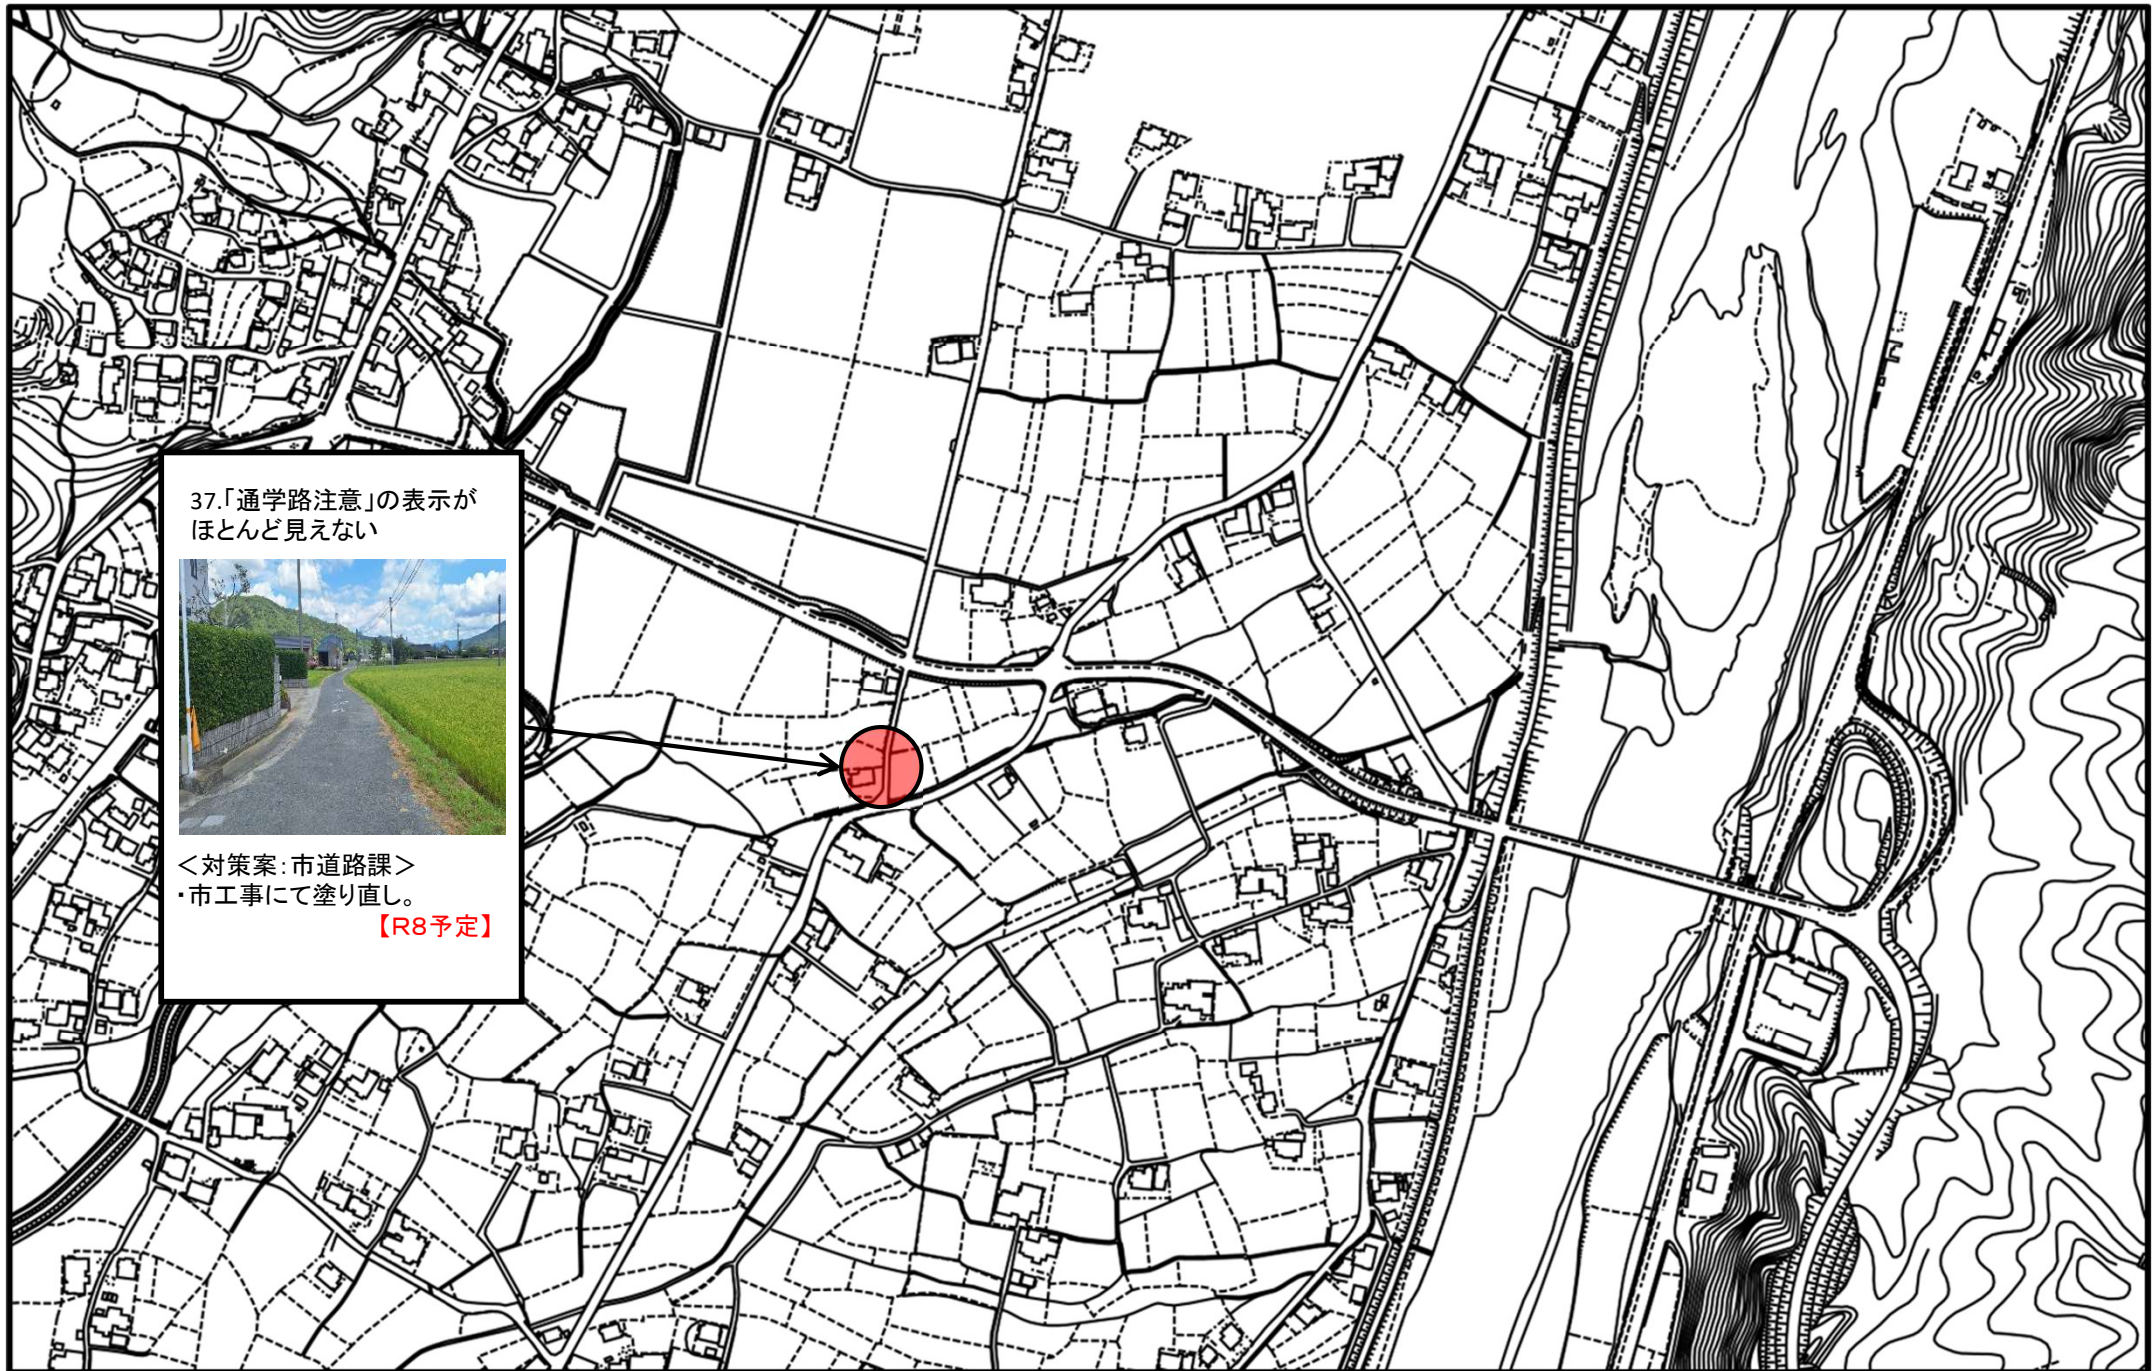 37.「通学路注意」の表示が
ほとんど見えない
＜対策案：市道路課＞
・市工事にて塗り直し。
【R8予定】